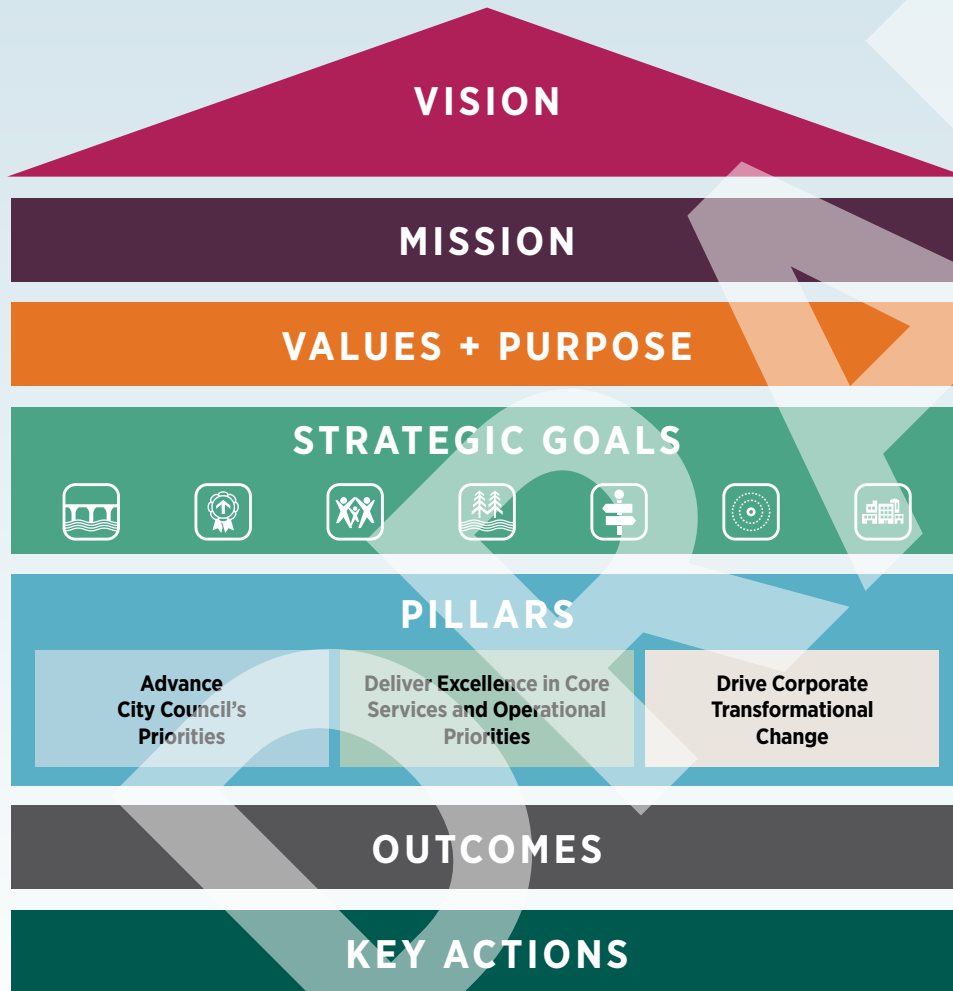 VISION
MISSION
VALUES + PURPOSE
STRATEGIC GOALS
PILLARS
Advance
City Council's
Priorities
Deliver Excellence in Core
Services and Operational
Priorities
Drive Corporate
Transformational
Change
OUTCOMES
KEY ACTIONS